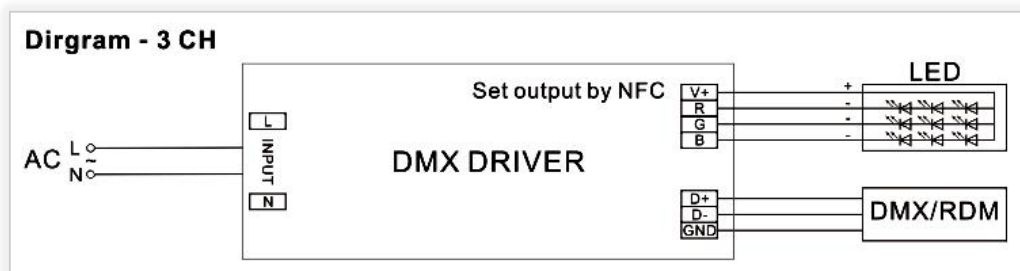 Dirgram - 3 CH
LED
Set output by NFC
V+
+
R
-
G
-
B
-
L
AC
L
~
N
INPUT
DMX DRIVER
N
D+
D-
GND
DMX/RDM